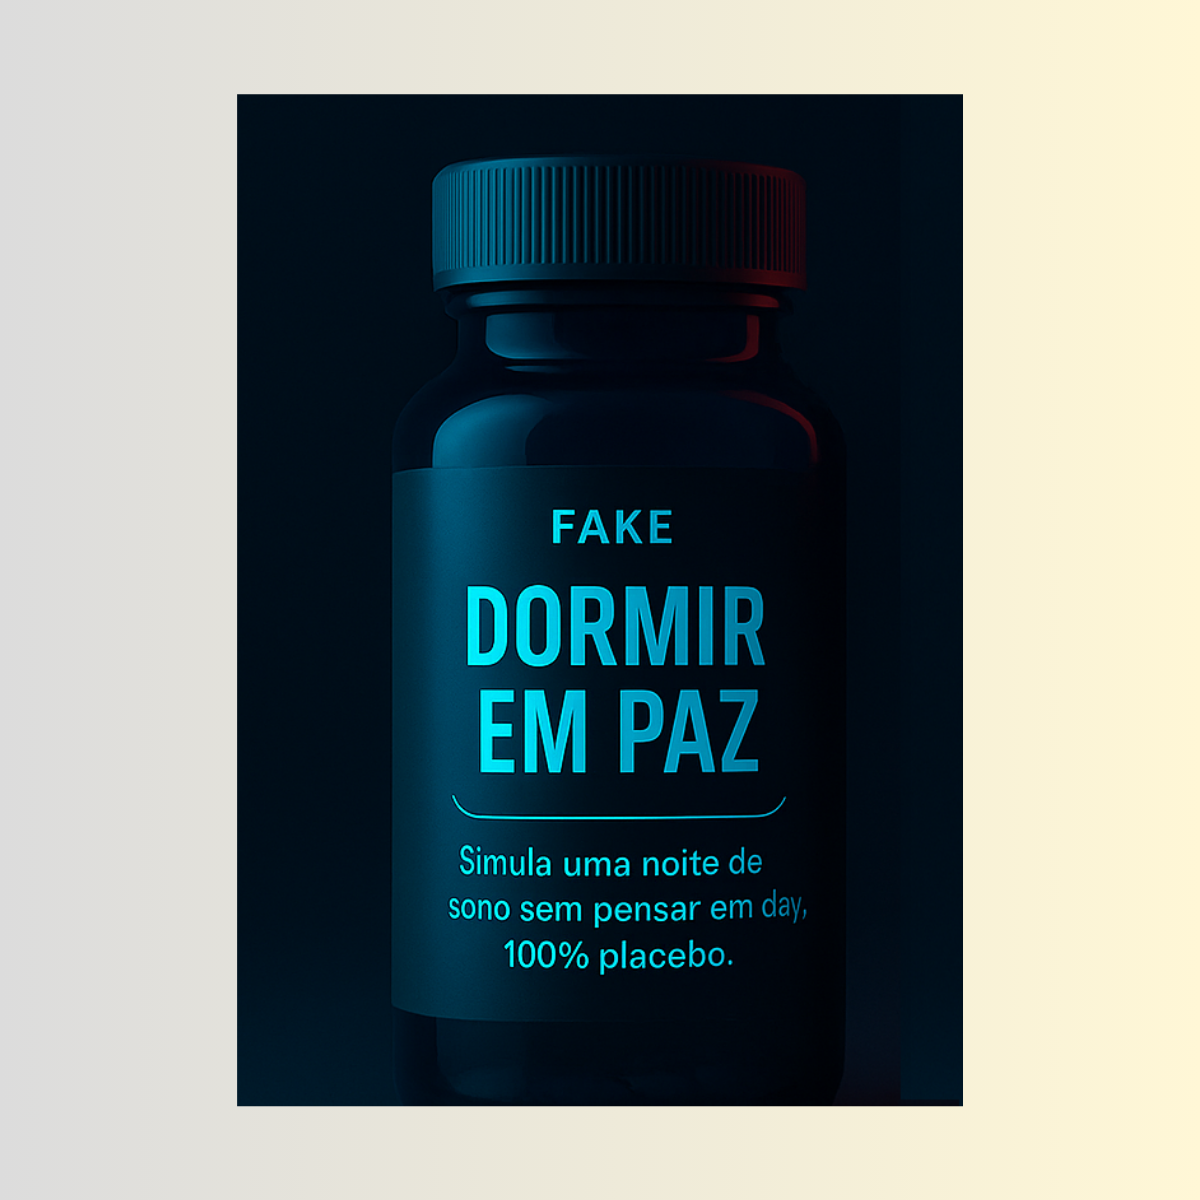 FAKE
DORMIR
EM PAZ
Simula uma noite de
sono sem pensar em day,
100% placebo.